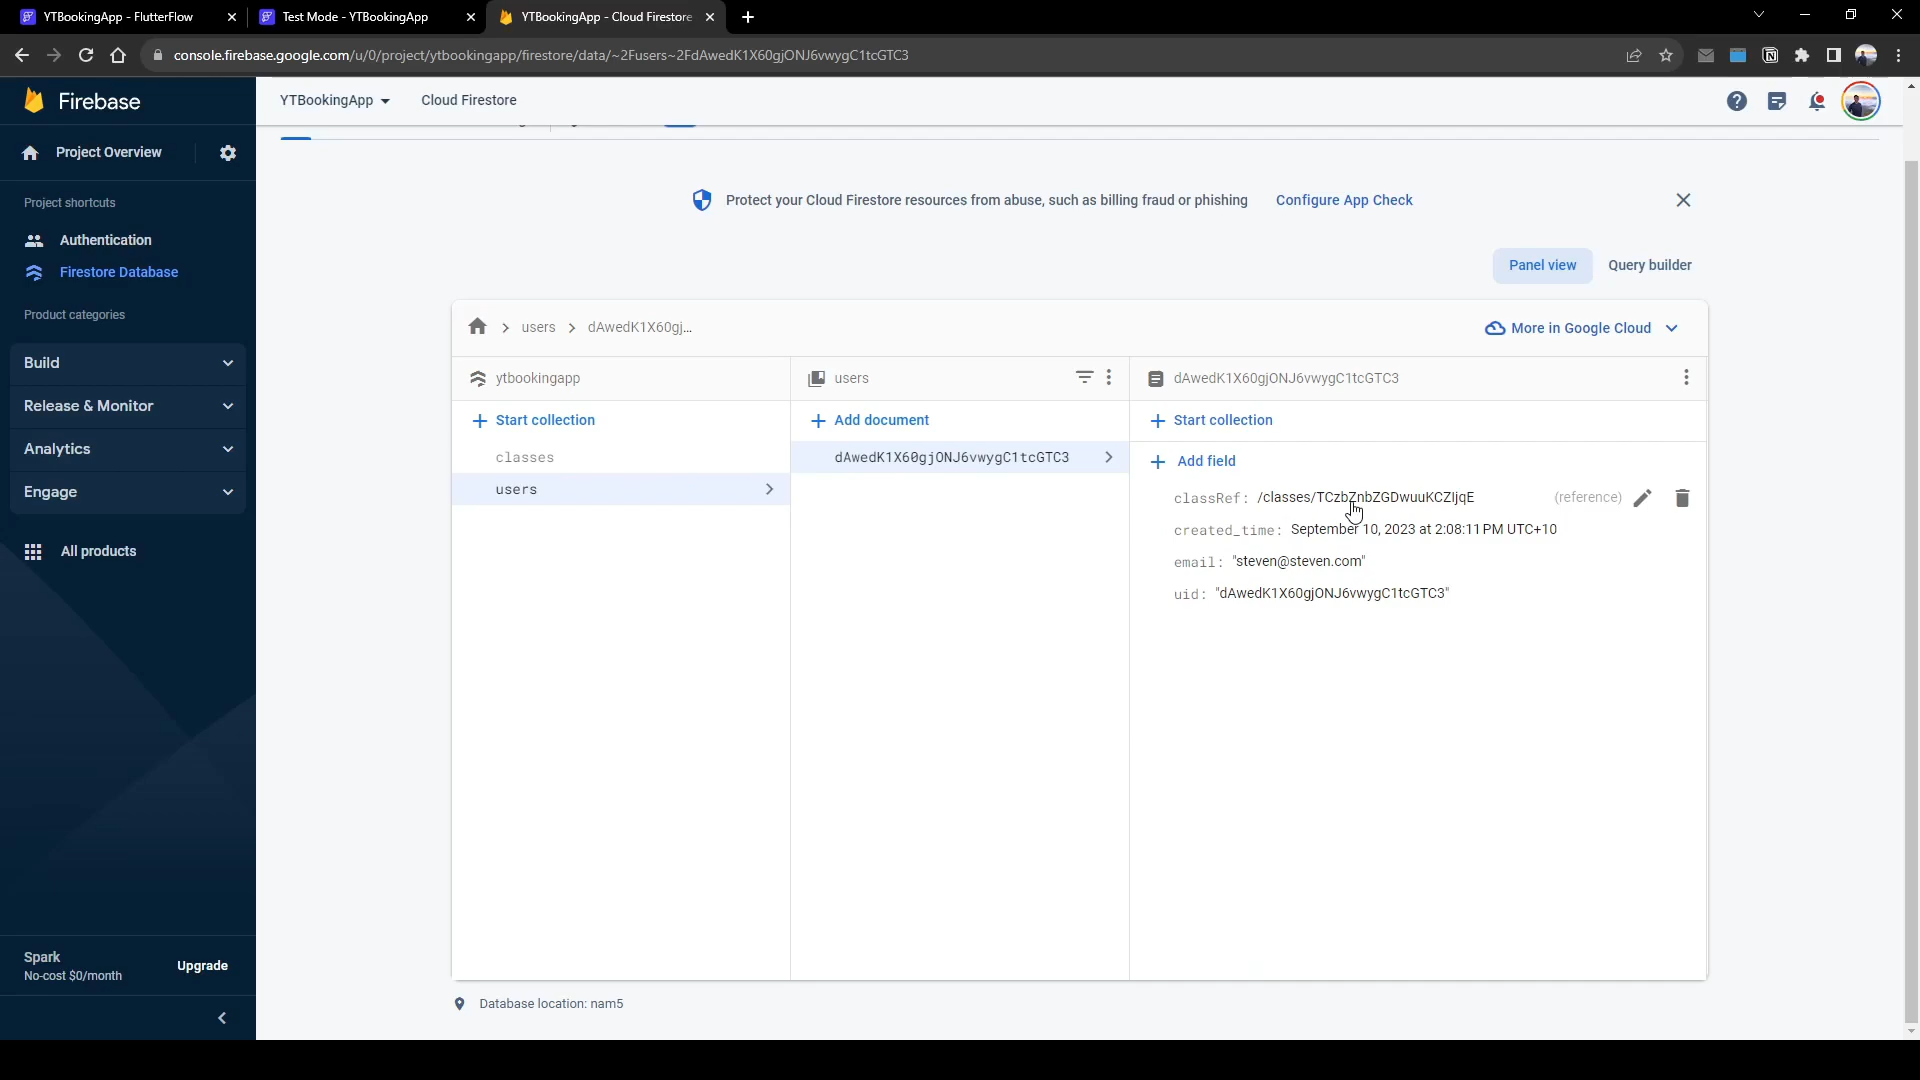 YTBookingApp - FlutterFlow
Test Mode - YTBookingApp
YTBookingApp - Cloud Firestore
console.firebase.google.com/u/0/project/ytbookingapp/firestore/data/~2Fusers~2FdAwedK1X60gjONJ6vwygC1tcGTC3
Firebase
YTBookingApp
Cloud Firestore
Project Overview
Project shortcuts
Authentication
Firestore Database
Product categories
Build
Release & Monitor
Analytics
Engage
All products
Spark
No-cost $0/month
Upgrade
Protect your Cloud Firestore resources from abuse, such as billing fraud or phishing
Configure App Check
Panel view
Query builder
users
dAwedK1X60gj...
More in Google Cloud
ytbookingapp
Start collection
classes
users
users
Add document
dAwedK1X60gjONJ6vwygC1tcGTC3
dAwedK1X60gjONJ6vwygC1tcGTC3
Start collection
Add field
classRef: /classes/TCzbZnbZGDwuuKCZIjqE (reference)
created_time: September 10, 2023 at 2:08:11 PM UTC+10
email: "steven@steven.com"
uid: "dAwedK1X60gjONJ6vwygC1tcGTC3"
Database location: nam5